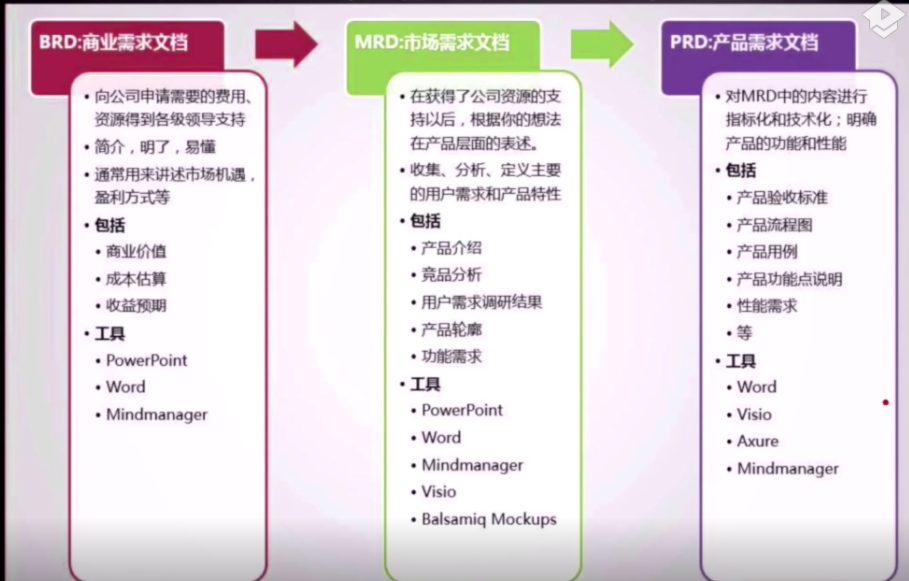 BRD:商业需求文档
• 向公司申请需要的费用、
资源得到各级领导支持
• 简介，明了，易懂
• 通常用来讲述市场机遇，
盈利方式等
• 包括
• 商业价值
• 成本估算
• 收益预期
• 工具
• PowerPoint
• Word
• Mindmanager
MRD:市场需求文档
• 在获得了公司资源的支
持以后，根据你的想法
在产品层面的表述。
• 收集、分析、定义主要
的用户需求和产品特性
• 包括
• 产品介绍
• 竞品分析
• 用户需求调研结果
• 产品轮廓
• 功能需求
• 工具
• PowerPoint
• Word
• Mindmanager
• Visio
• Balsamiq Mockups
PRD:产品需求文档
• 对MRD中的内容进行
指标化和技术化；明确
产品的功能和性能
• 包括
• 产品验收标准
• 产品流程图
• 产品用例
• 产品功能点说明
• 性能需求
• 等
• 工具
• Word
• Visio
• Axure
• Mindmanager